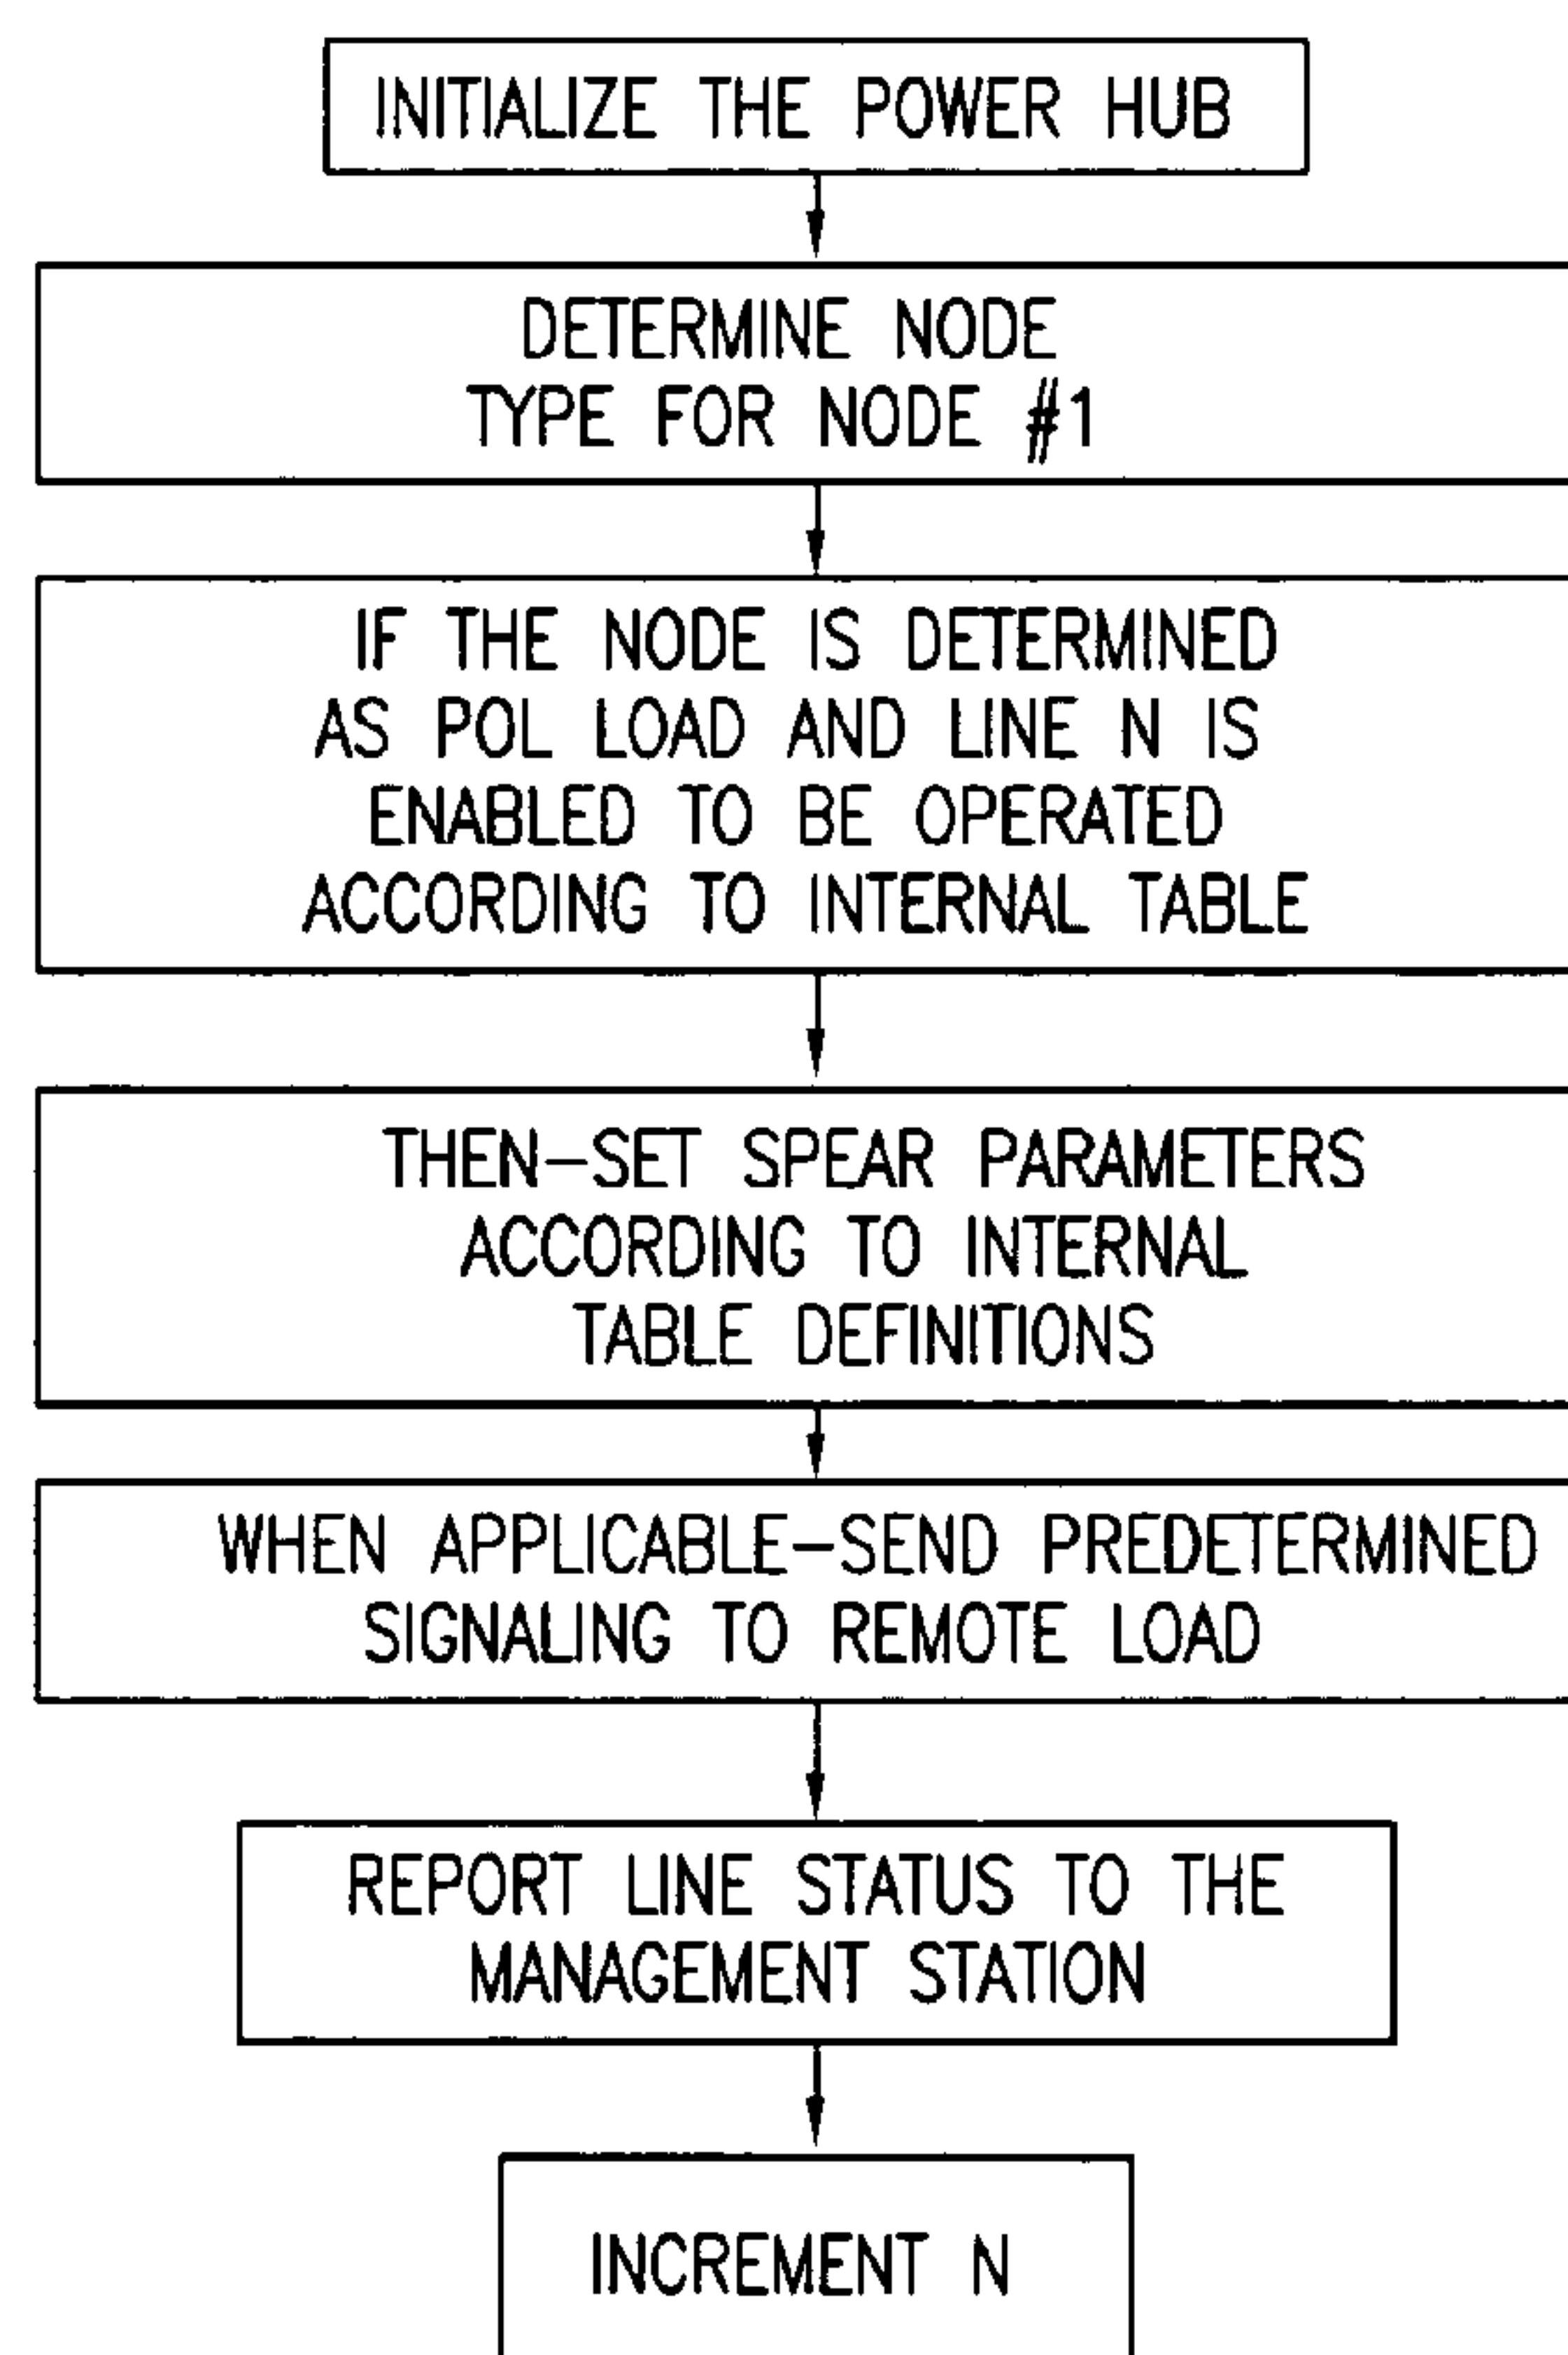 INITIALIZE THE POWER HUB
DETERMINE NODE
TYPE FOR NODE #1
IF THE NODE IS DETERMINED
AS POL LOAD AND LINE N IS
ENABLED TO BE OPERATED
ACCORDING TO INTERNAL TABLE
THEN-SET SPEAR PARAMETERS
ACCORDING TO INTERNAL
TABLE DEFINITIONS
WHEN APPLICABLE-SEND PREDETERMINED
SIGNALING TO REMOTE LOAD
REPORT LINE STATUS TO THE
MANAGEMENT STATION
INCREMENT N